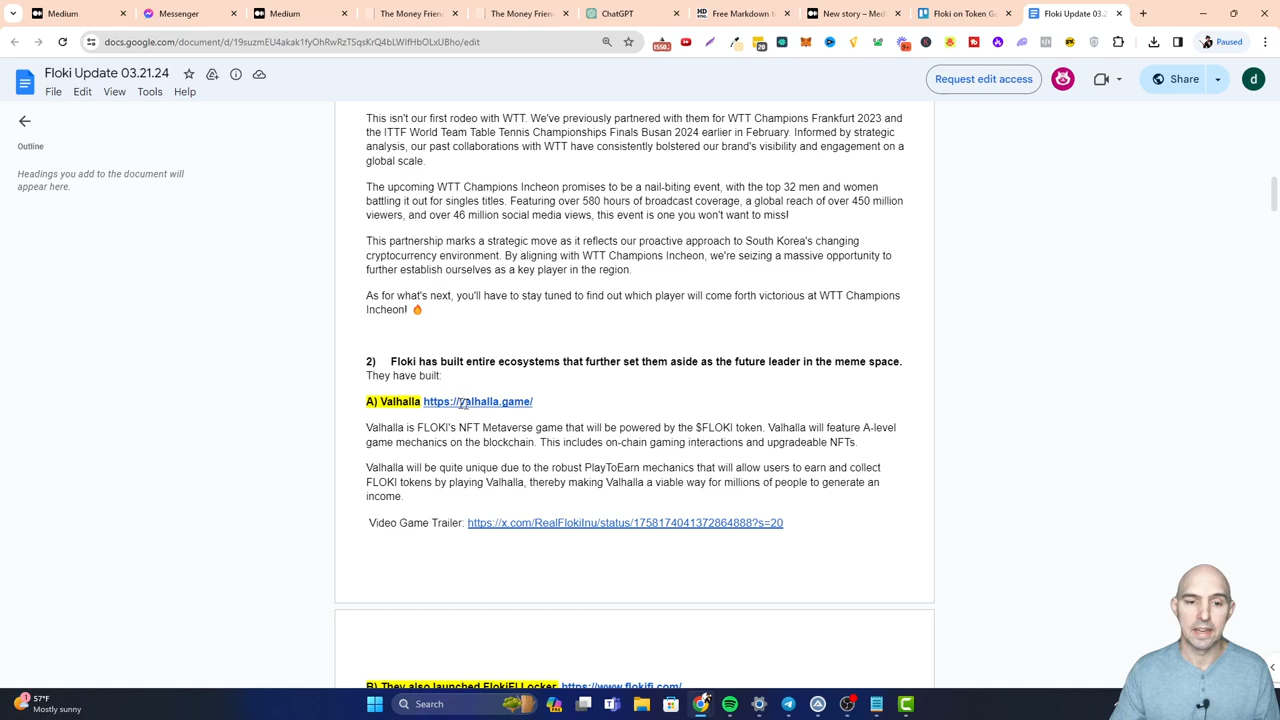 Medium
Messenger
Medium
The Money Frien
The Money Frien
ChatGPT
Free Markdown to
New story – Medi
Floki on Token G
Floki Update 03.2
docs.google.com/document/d/19suzmEU4akak1fyOhRwRzTSqsKrQ4bLWIfHbOLxUBho/edit
Paused
Floki Update 03.21.24
File Edit View Tools Help
Request edit access
Share
d
Outline
Headings you add to the document will
appear here.
This isn't our first rodeo with WTT. We've previously partnered with them for WTT Champions Frankfurt 2023 and
the ITTF World Team Table Tennis Championships Finals Busan 2024 earlier in February. Informed by strategic
analysis, our past collaborations with WTT have consistently bolstered our brand's visibility and engagement on a
global scale.
The upcoming WTT Champions Incheon promises to be a nail-biting event, with the top 32 men and women
battling it out for singles titles. Featuring over 580 hours of broadcast coverage, a global reach of over 450 million
viewers, and over 46 million social media views, this event is one you won't want to miss!
This partnership marks a strategic move as it reflects our proactive approach to South Korea's changing
cryptocurrency environment. By aligning with WTT Champions Incheon, we're seizing a massive opportunity to
further establish ourselves as a key player in the region.
As for what's next, you'll have to stay tuned to find out which player will come forth victorious at WTT Champions
Incheon! 🔥
2) Floki has built entire ecosystems that further set them aside as the future leader in the meme space.
They have built:
A) Valhalla https://valhalla.game/
Valhalla is FLOKI's NFT Metaverse game that will be powered by the $FLOKI token. Valhalla will feature A-level
game mechanics on the blockchain. This includes on-chain gaming interactions and upgradeable NFTs.
Valhalla will be quite unique due to the robust PlayToEarn mechanics that will allow users to earn and collect
FLOKI tokens by playing Valhalla, thereby making Valhalla a viable way for millions of people to generate an
income.
Video Game Trailer: https://x.com/RealFlokiInu/status/1758174041372864888?s=20
B) They also launched FlokiFI Locker https://www.flokifi.com/
57°F
Mostly sunny
Search